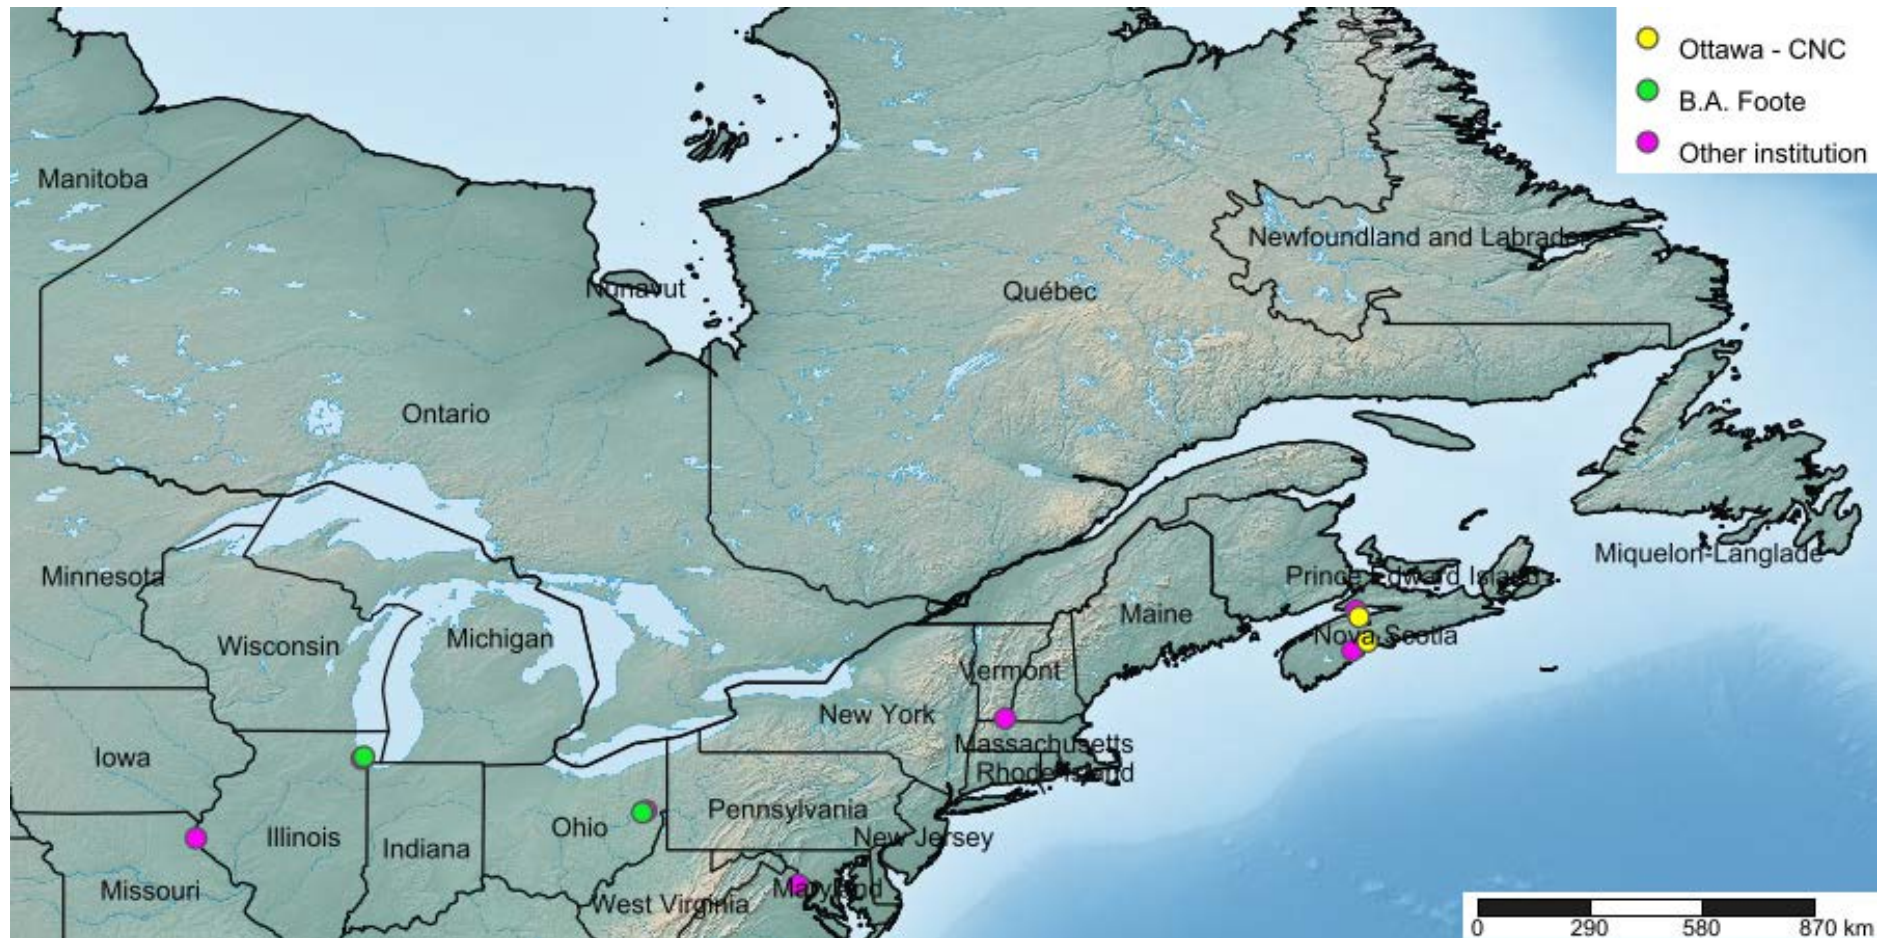 Ottawa - CNC
B.A. Foote
Other institution
Manitoba
Newfoundland and Labrador
Nunavut
Québec
Ontario
Miquelon-Langlade
Minnesota
Prince Edward Island
Maine
Wisconsin
Michigan
Nova Scotia
Vermont
New York
Massachusetts
Iowa
Rhode Island
Pennsylvania
Ohio
Illinois
Indiana
New Jersey
Missouri
Maryland
West Virginia
0 290 580 870 km